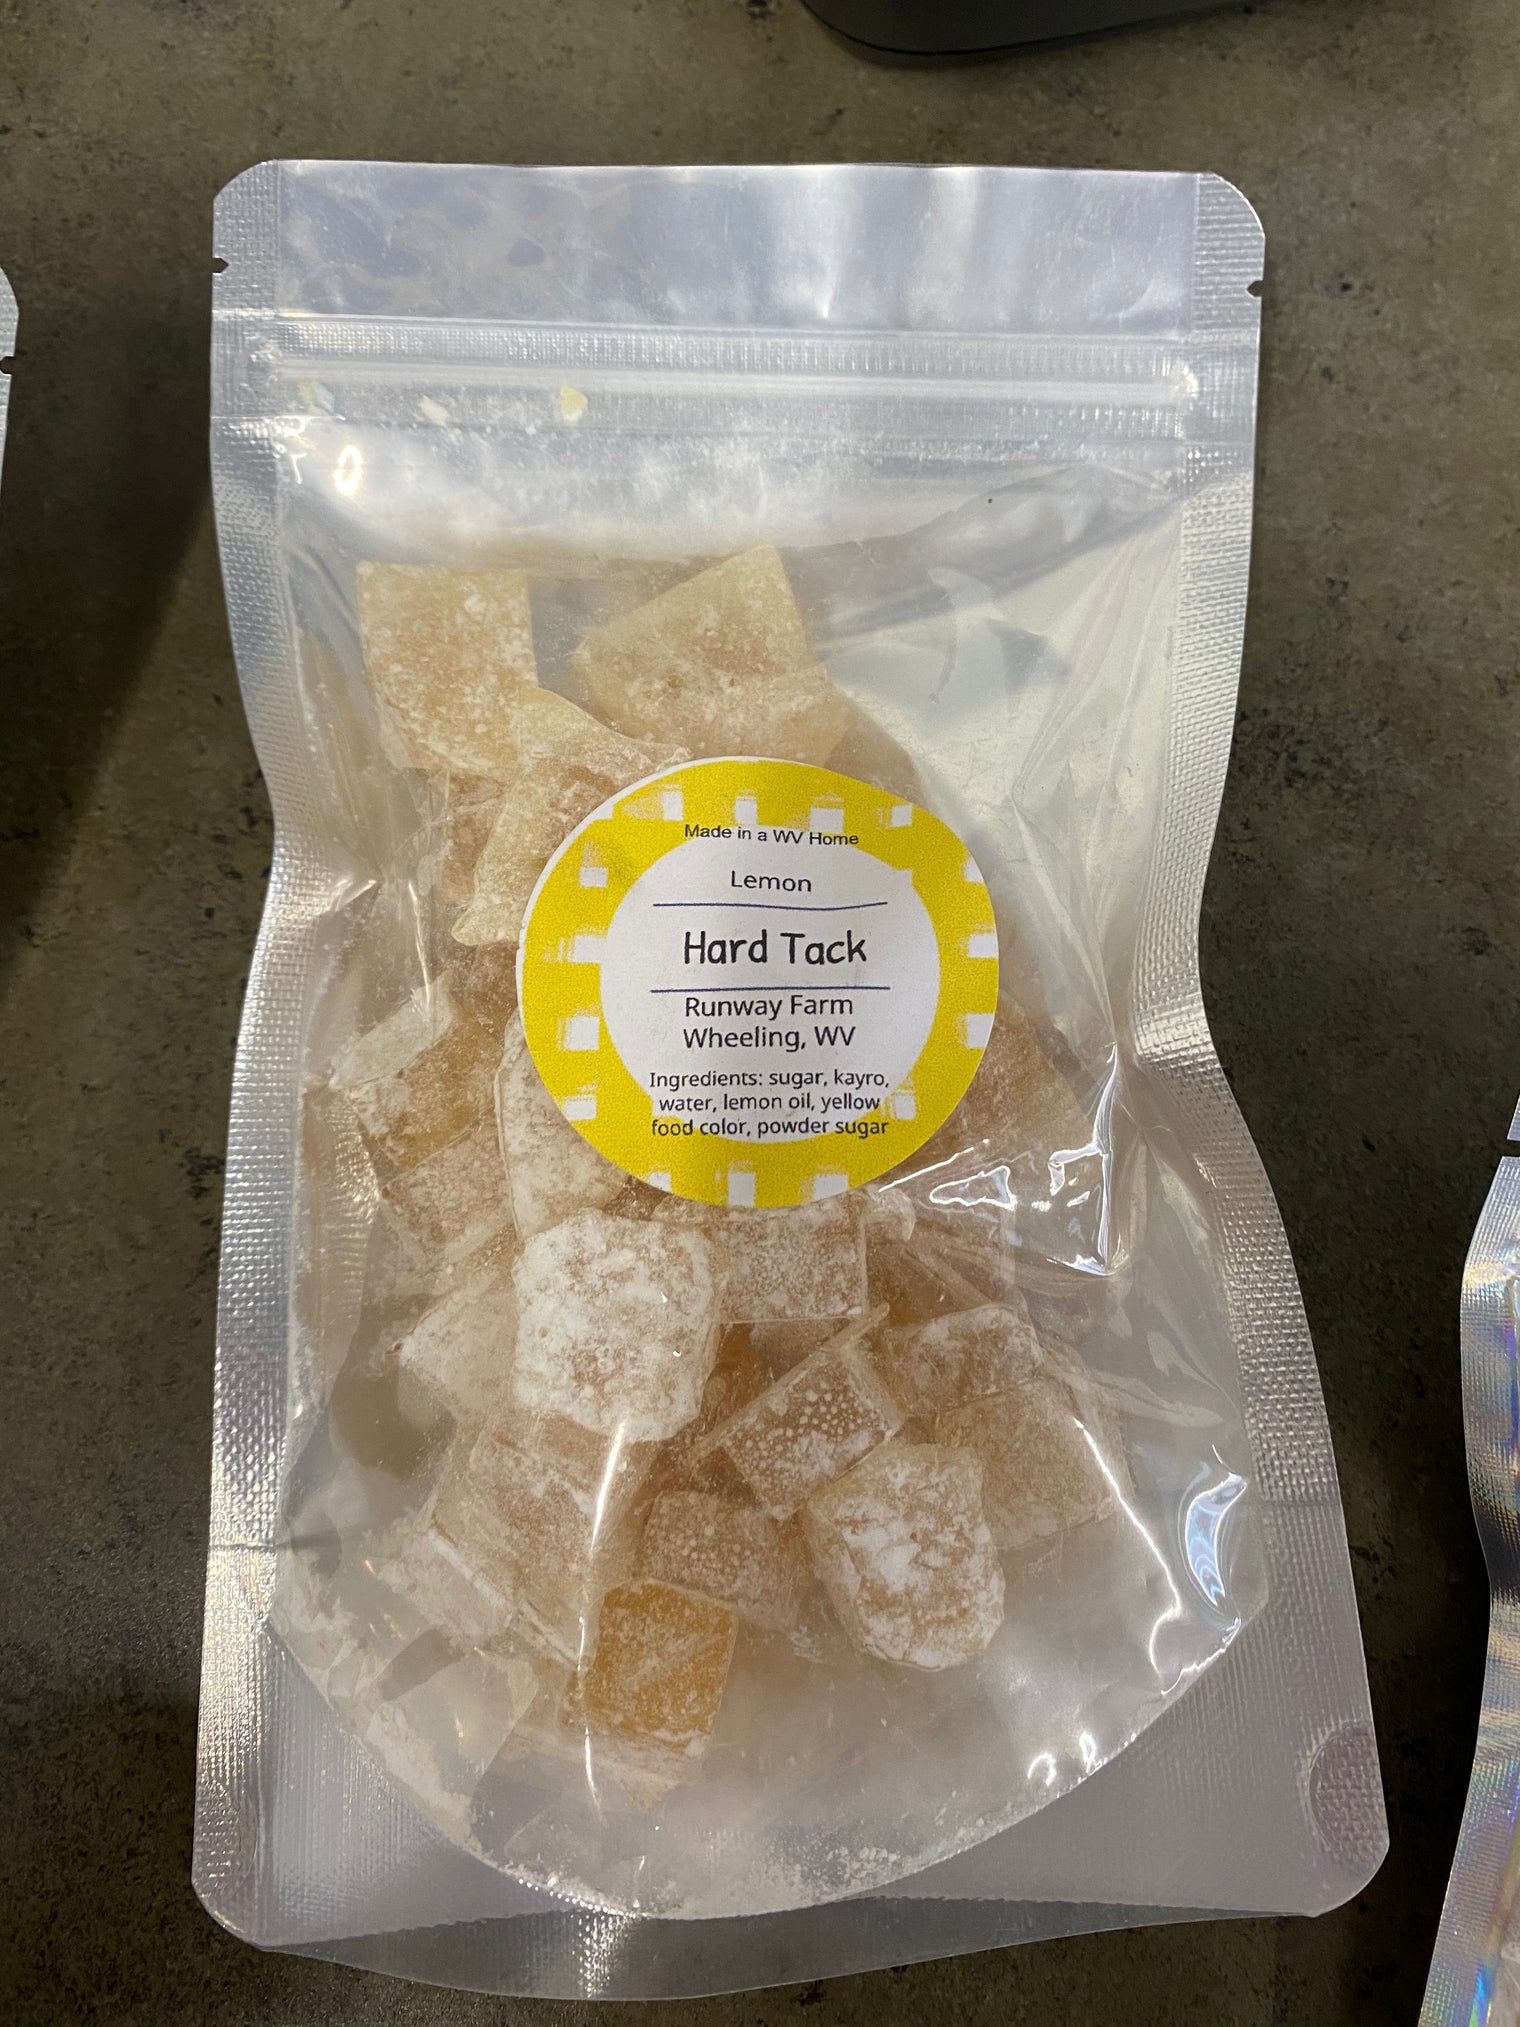 Made in a WV Home
Lemon
Hard Tack
Runway Farm
Wheeling, WV
Ingredients: sugar, kayro,
water, lemon oil, yellow
food color, powder sugar